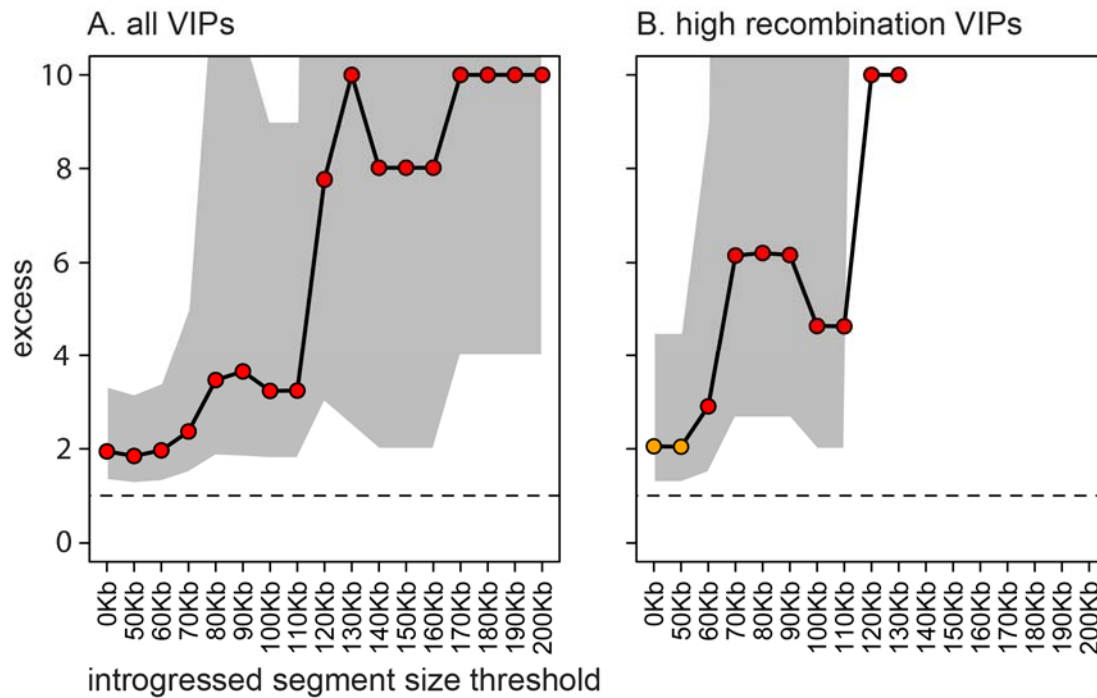 A. all VIPs
B. high recombination VIPs
excess
10
8
6
4
2
0
0Kb
50Kb
60Kb
70Kb
80Kb
90Kb
100Kb
110Kb
120Kb
130Kb
140Kb
150Kb
160Kb
170Kb
180Kb
190Kb
200Kb
0Kb
50Kb
60Kb
70Kb
80Kb
90Kb
100Kb
110Kb
120Kb
130Kb
140Kb
150Kb
160Kb
170Kb
180Kb
190Kb
200Kb
introgressed segment size threshold